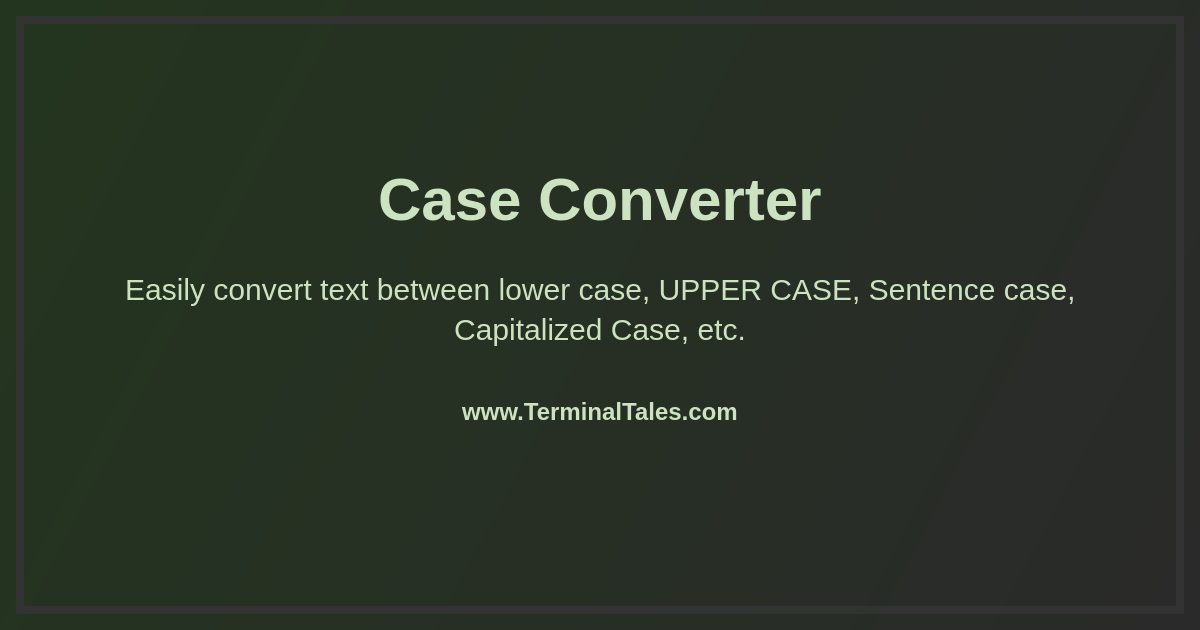 Case Converter
Easily convert text between lower case, UPPER CASE, Sentence case,
Capitalized Case, etc.
www.TerminalTales.com